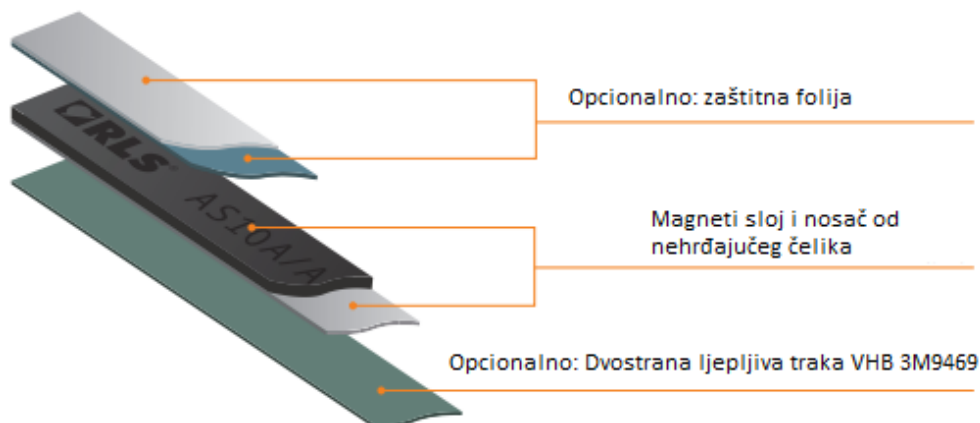 Opcionalno: zaštitna folija
RLS®
AS10A/A
Magneti sloj i nosač od
nehrđajućeg čelika
Opcionalno: Dvostrana ljepljiva traka VHB 3M9469